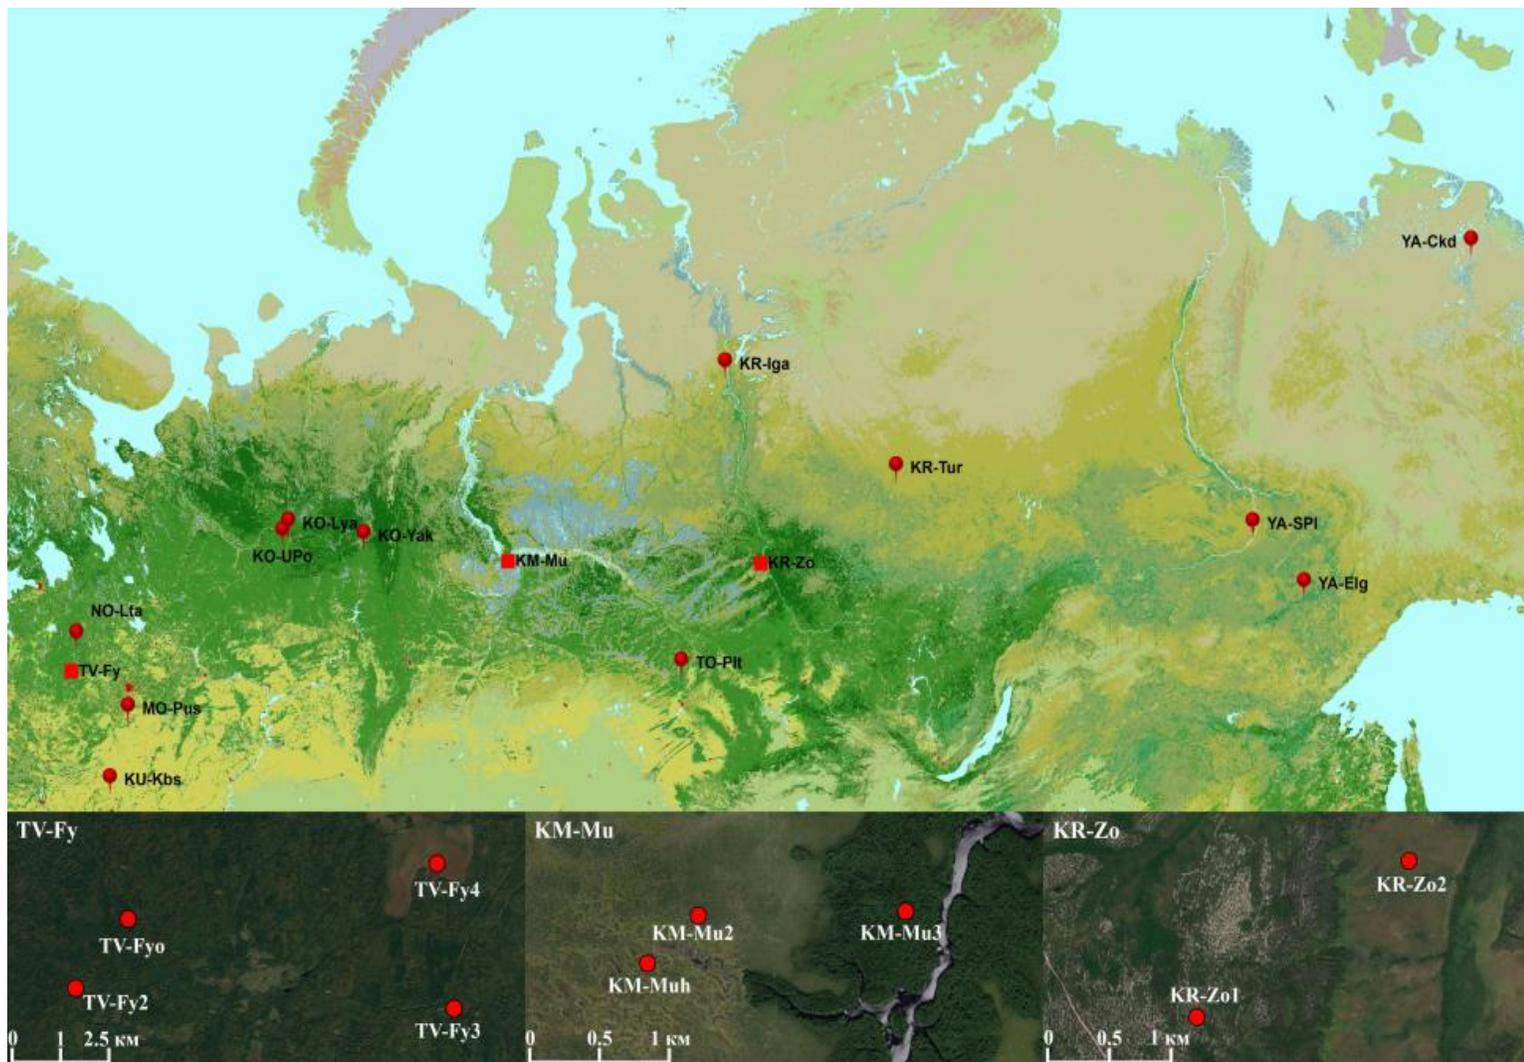 YA-Ckd
KR-Iga
KR-Tur
KO-Lya
YA-SPl
KO-UPo
KO-Yak
KM-Mu
KR-Zo
YA-Elg
NO-Lta
TV-Fy
TO-Plt
MO-Pus
KU-Kbs
TV-Fy
TV-Fy4
TV-Fyo
TV-Fy2
TV-Fy3
0 1 2.5 км
KM-Mu
KM-Mu2
KM-Mu3
KM-Muh
0 0.5 1 км
KR-Zo
KR-Zo2
KR-Zo1
0 0.5 1 км